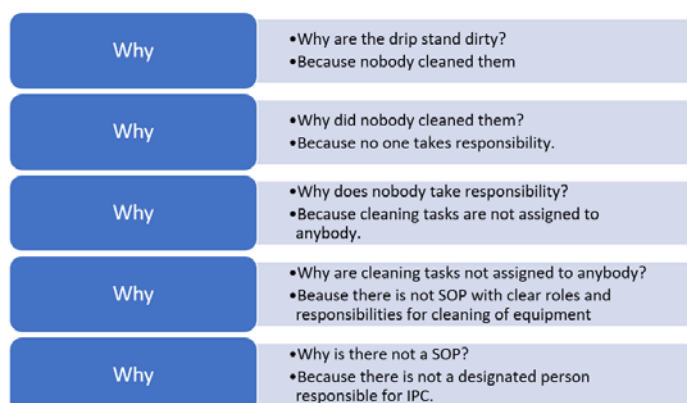 Why
•Why are the drip stand dirty?
•Because nobody cleaned them
Why
•Why did nobody cleaned them?
•Because no one takes responsibility.
Why
•Why does nobody take responsibility?
•Because cleaning tasks are not assigned to
anybody.
Why
•Why are cleaning tasks not assigned to anybody?
•Beause there is not SOP with clear roles and
responsibilities for cleaning of equipment
Why
•Why is there not a SOP?
•Because there is not a designated person
responsible for IPC.